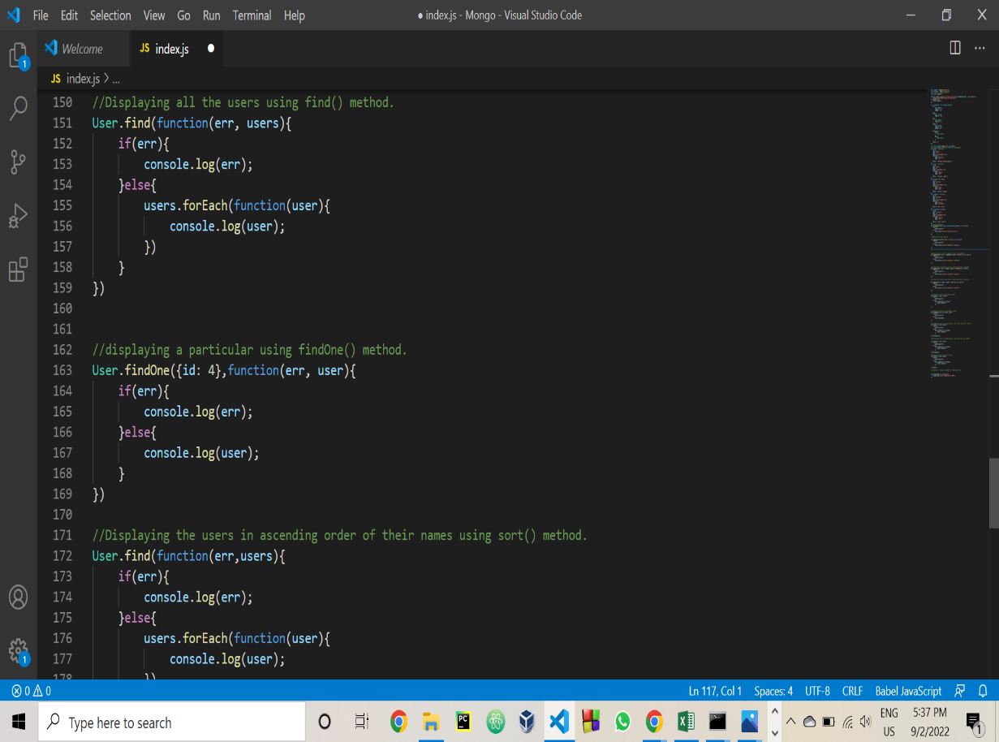 File Edit Selection View Go Run Terminal Help ● index.js - Mongo - Visual Studio Code
Welcome JS index.js ●
JS index.js > ...
150 //Displaying all the users using find() method.
151 User.find(function(err, users){
152 if(err){
153 console.log(err);
154 }else{
155 users.forEach(function(user){
156 console.log(user);
157 })
158 }
159 })
160
161
162 //displaying a particular using findOne() method.
163 User.findOne({id: 4},function(err, user){
164 if(err){
165 console.log(err);
166 }else{
167 console.log(user);
168 }
169 })
170
171 //Displaying the users in ascending order of their names using sort() method.
172 User.find(function(err,users){
173 if(err){
174 console.log(err);
175 }else{
176 users.forEach(function(user){
177 console.log(user);
178 })
1
1
0 0 Ln 117, Col 1 Spaces: 4 UTF-8 CRLF Babel JavaScript
Type here to search PC ENG 5:37 PM
US 9/2/2022 1